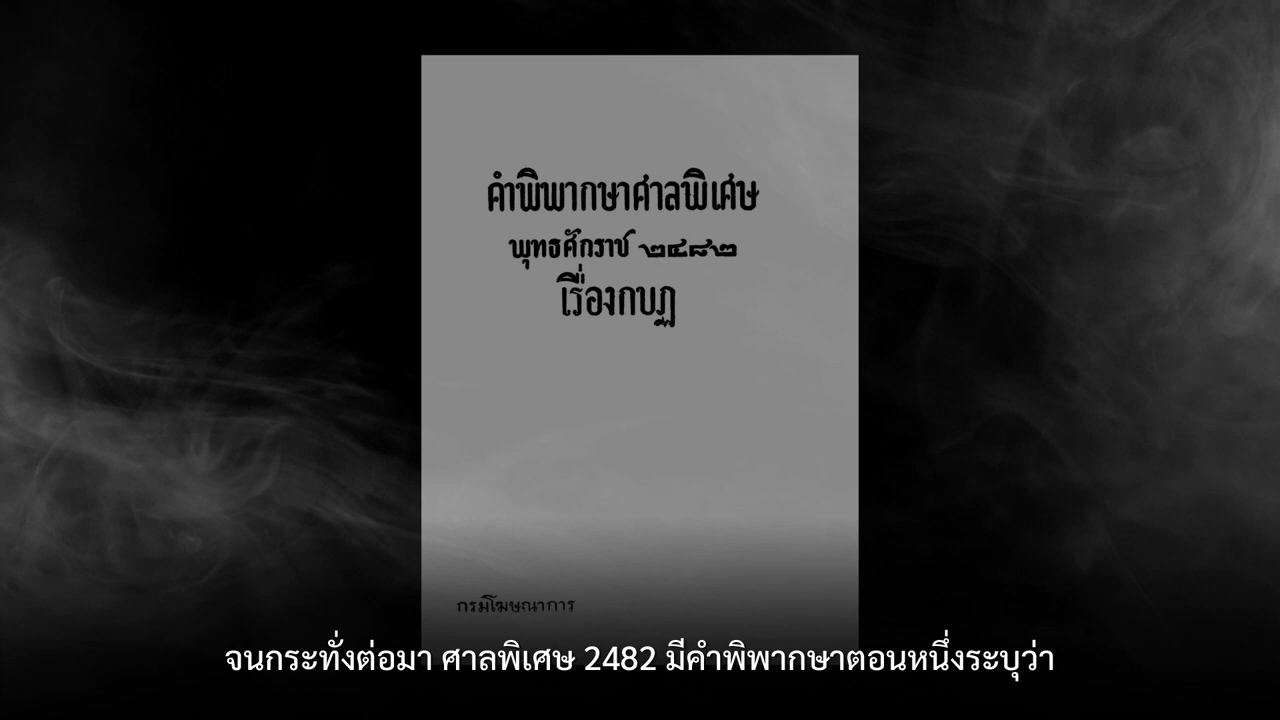 คำพิพากษาศาลพิเศษ
พุทธศักราช ๒๔๘๒
เรื่องกบฏ
กรมโฆษณาการ
จนกระทั่งต่อมา ศาลพิเศษ 2482 มีคำพิพากษาตอนหนึ่งระบุว่า